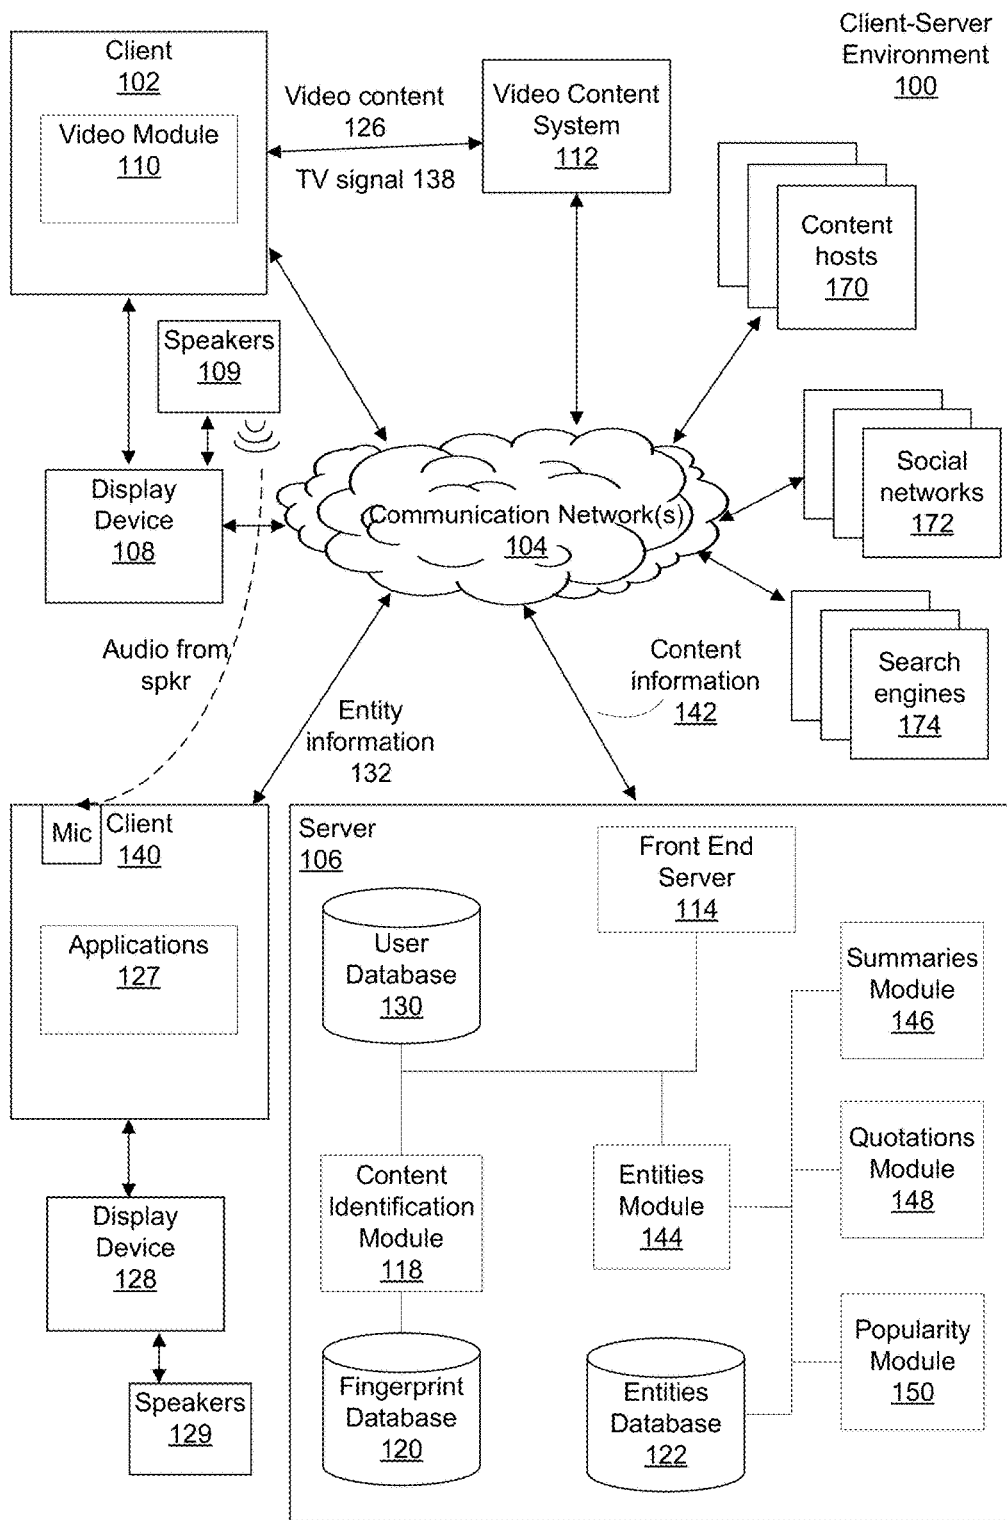 Client-Server
Environment
100
Client
102
Video Module
110
Video content
126
TV signal 138
Video Content
System
112
Content
hosts
170
Speakers
109
Display
Device
108
Communication Network(s)
104
Social
networks
172
Search
engines
174
Audio from
spkr
Entity
information
132
Content
information
142
Mic
Client
140
Applications
127
Display
Device
128
Speakers
129
Server
106
Front End
Server
114
User
Database
130
Summaries
Module
146
Content
Identification
Module
118
Entities
Module
144
Quotations
Module
148
Fingerprint
Database
120
Entities
Database
122
Popularity
Module
150